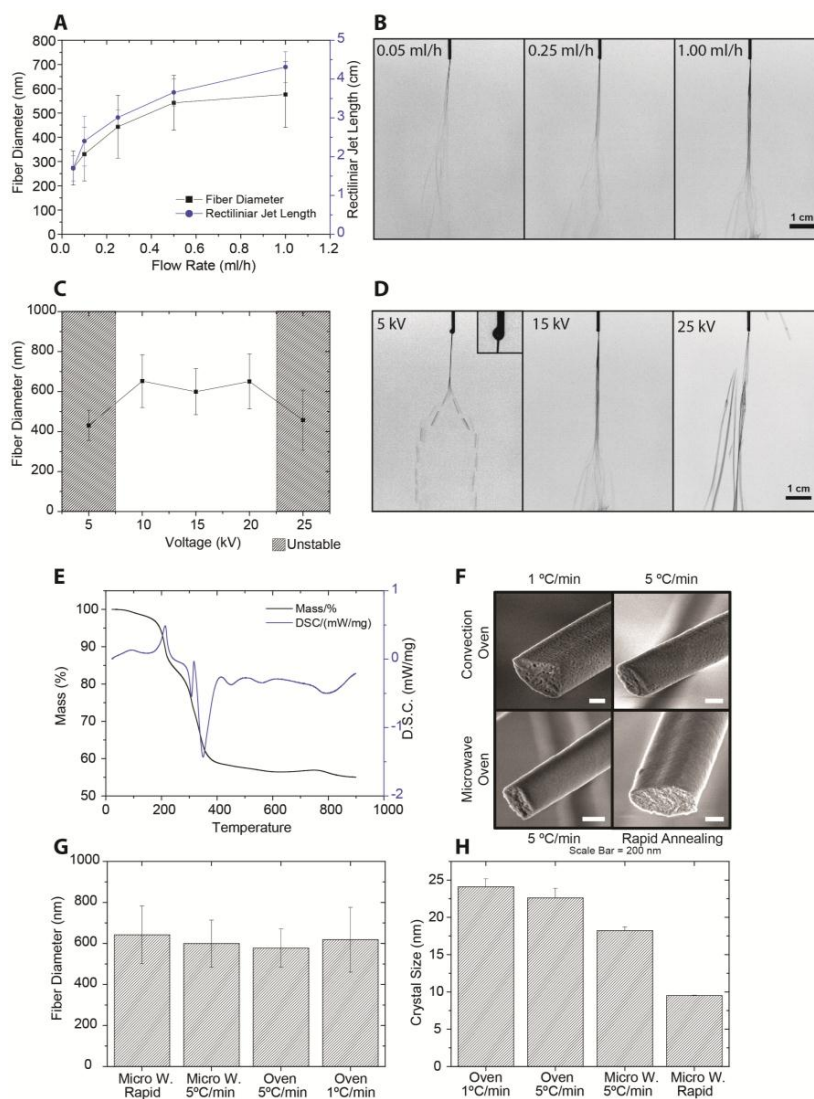 A
800
700
600
500
400
300
200
100
0
Fiber Diameter (nm)
5
4
3
2
1
0
Rectiliniar Jet Length (cm)
Fiber Diameter
Rectiliniar Jet Length
0.0 0.2 0.4 0.6 0.8 1.0
Flow Rate (ml/h)
B
0.05 ml/h 0.25 ml/h 1.00 ml/h
1 cm
C
1000
800
600
400
200
0
Fiber Diameter (nm)
5 10 15 20 25
Voltage (kV)
Unstable
D
5 kV 15 kV 25 kV
1 cm
E
100
90
80
70
60
50
Mass (%)
1
0
-1
-2
D.S.C. (mW/mg)
Mass/%
DSC/(mW/mg)
0 200 400 600 800 1000
Temperature
F
1 ºC/min 5 ºC/min
Convection
Oven
Microwave
Oven
5 ºC/min Rapid Annealing
Scale Bar = 200 nm
G
1000
800
600
400
200
0
Fiber Diameter (nm)
Micro W. Micro W. Oven Oven
Rapid 5ºC/min 5ºC/min 1ºC/min
H
25
20
15
10
5
0
Crystal Size (nm)
Oven Oven Micro W. Micro W.
1ºC/min 5ºC/min 5ºC/min Rapid